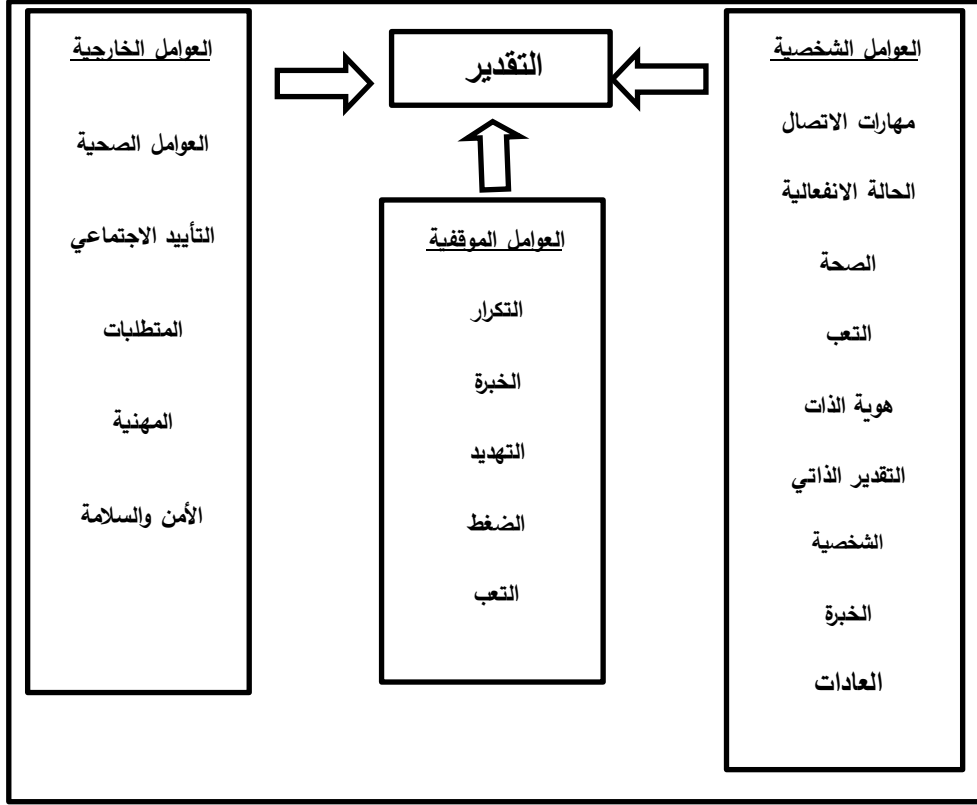 التقدير
العوامل الشخصية
مهارات الاتصال
الحالة الانفعالية
الصحة
التعب
هوية الذات
التقدير الذاتي
الشخصية
الخبرة
العادات
العوامل الموقفية
التكرار
الخبرة
التهديد
الضغط
التعب
العوامل الخارجية
العوامل الصحية
التأييد الاجتماعي
المتطلبات
المهنية
الأمن والسلامة